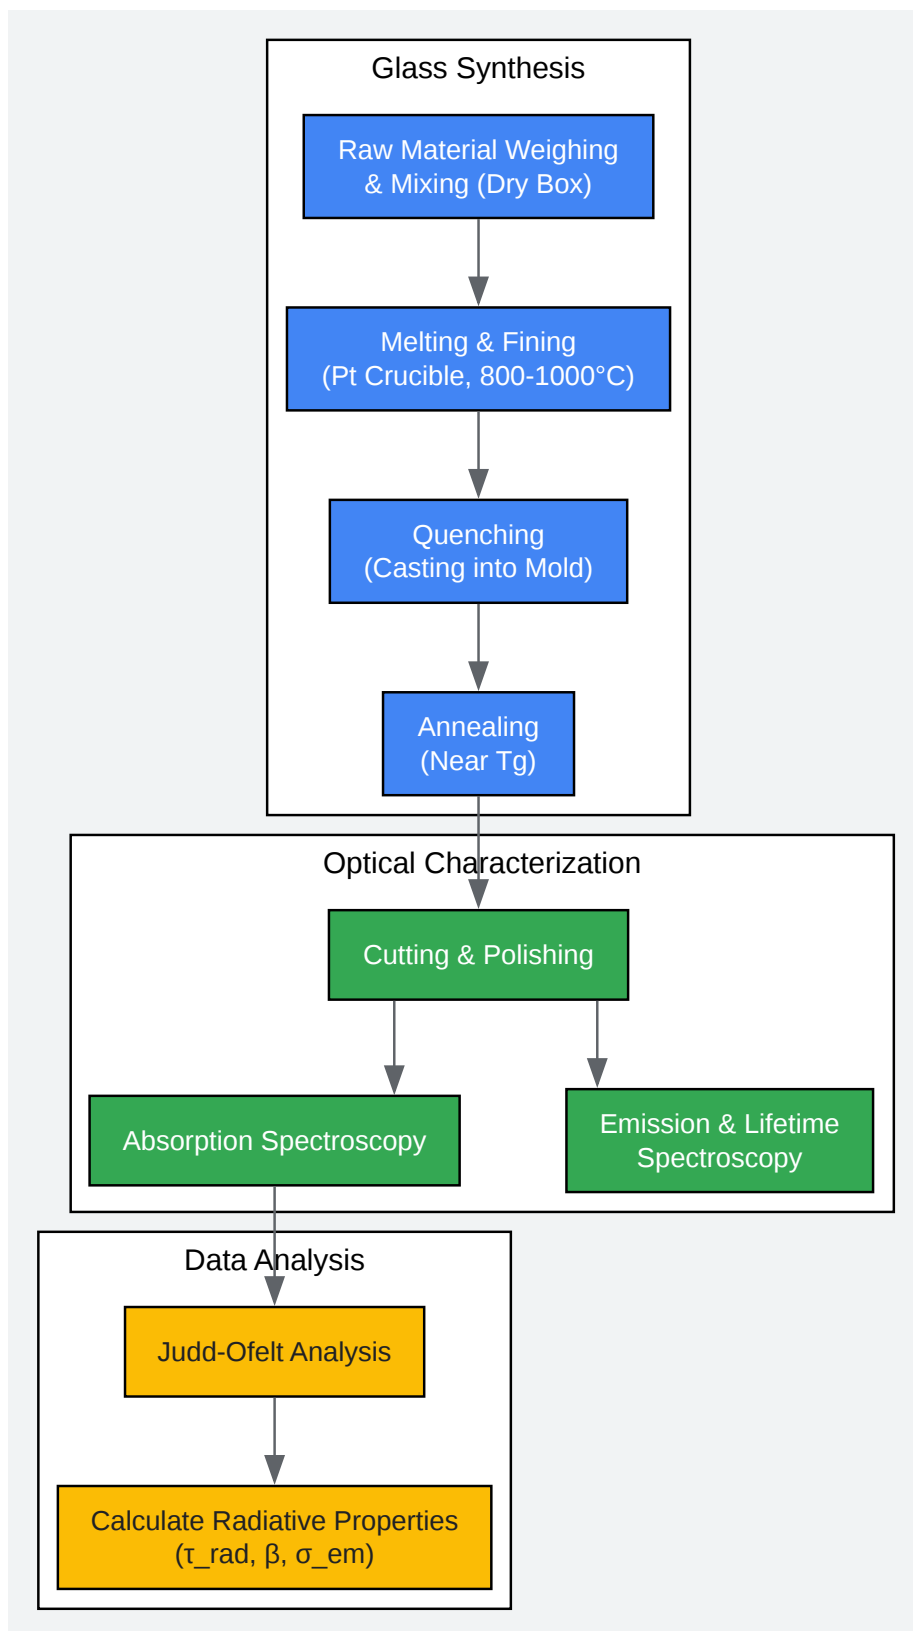 Glass Synthesis
Raw Material Weighing
& Mixing (Dry Box)
Melting & Fining
(Pt Crucible, 800-1000°C)
Quenching
(Casting into Mold)
Annealing
(Near Tg)
Optical Characterization
Cutting & Polishing
Absorption Spectroscopy
Emission & Lifetime
Spectroscopy
Data Analysis
Judd-Ofelt Analysis
Calculate Radiative Properties
(τ_rad, β, σ_em)